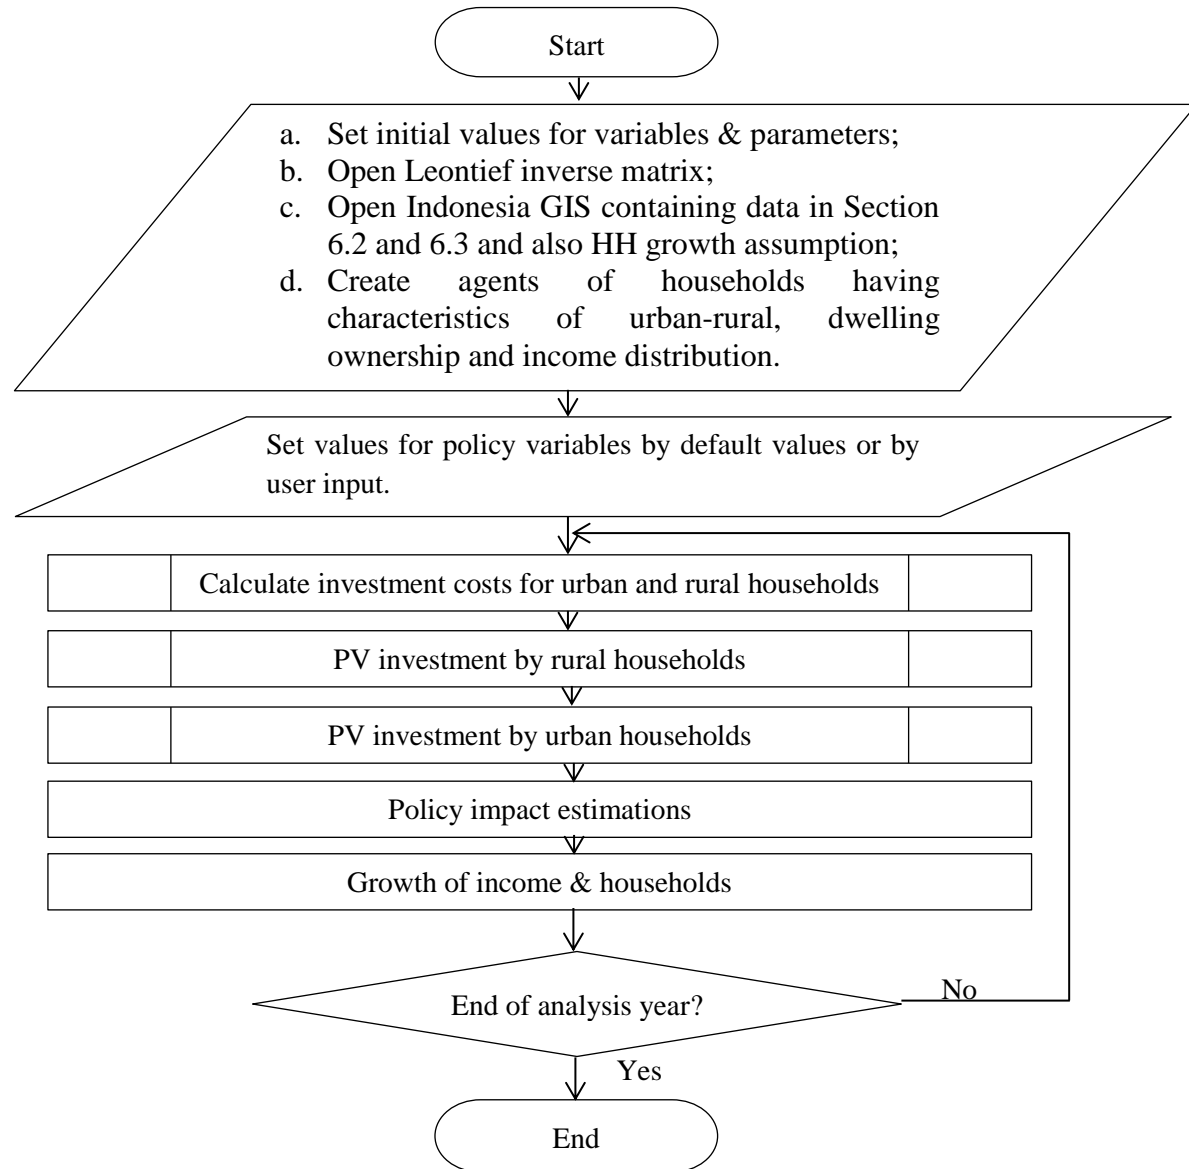 Start
a. Set initial values for variables & parameters;
b. Open Leontief inverse matrix;
c. Open Indonesia GIS containing data in Section
6.2 and 6.3 and also HH growth assumption;
d. Create agents of households having
characteristics of urban-rural, dwelling
ownership and income distribution.
Set values for policy variables by default values or by
user input.
Calculate investment costs for urban and rural households
PV investment by rural households
PV investment by urban households
Policy impact estimations
Growth of income & households
End of analysis year?
No
Yes
End